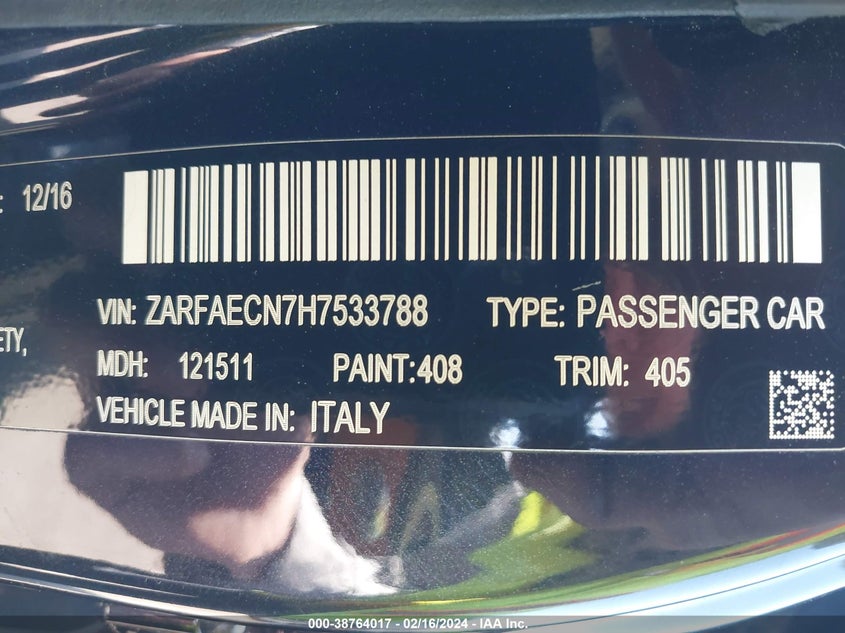 : 12/16
VIN: ZARFAECN7H7533788 TYPE: PASSENGER CAR
ETY,
MDH: 121511 PAINT:408 TRIM: 405
VEHICLE MADE IN: ITALY
000-38764017 - 02/16/2024 - IAA Inc.